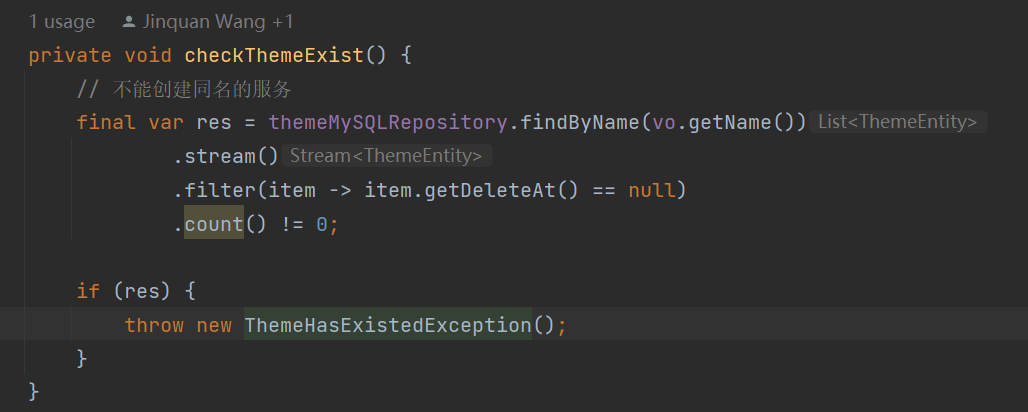 1 usage Jinquan Wang +1
private void checkThemeExist() {
// 不能创建同名的服务
final var res = themeMySQLRepository.findByName(vo.getName()) List<ThemeEntity>
.stream() Stream<ThemeEntity>
.filter(item -> item.getDeleteAt() == null)
.count() != 0;
if (res) {
throw new ThemeHasExistedException();
}
}